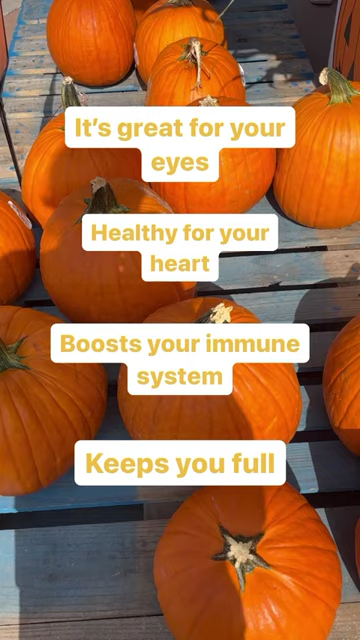 It’s great for your
eyes
Healthy for your
heart
Boosts your immune
system
Keeps you full